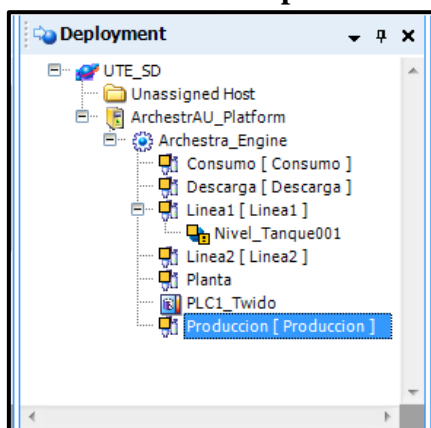 Deployment
UTE_SD
Unassigned Host
ArchestrAU_Platform
Archestra_Engine
Consumo [ Consumo ]
Descarga [ Descarga ]
Linea1 [ Linea1 ]
Nivel_Tanque001
Linea2 [ Linea2 ]
Planta
PLC1_Twido
Produccion [ Produccion ]